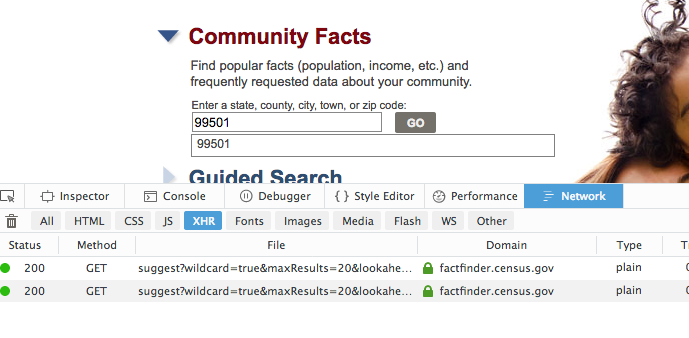 Community Facts
Find popular facts (population, income, etc.) and
frequently requested data about your community.
Enter a state, county, city, town, or zip code:
99501 GO
99501
Guided Search
Inspector Console Debugger { } Style Editor Performance Network
All HTML CSS JS XHR Fonts Images Media Flash WS Other
Status Method File Domain Type
200 GET suggest?wildcard=true&maxResults=20&lookahe... factfinder.census.gov plain
200 GET suggest?wildcard=true&maxResults=20&lookahe... factfinder.census.gov plain